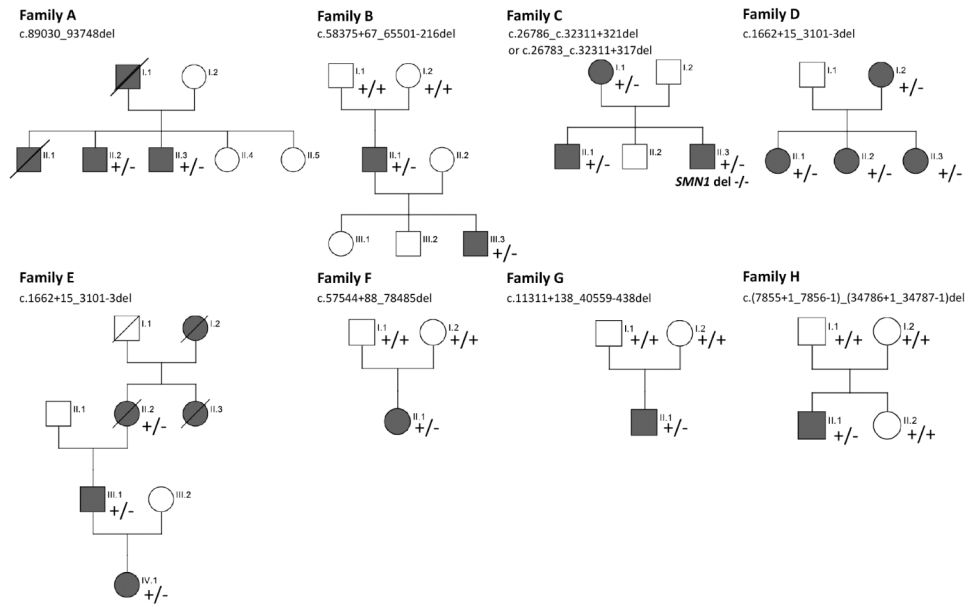 Family A
c.89030_93748del
I.1
I.2
II.1
II.2
+/-
II.3
+/-
II.4
II.5
Family B
c.58375+67_65501-216del
I.1
+/+
I.2
+/+
II.1
+/-
II.2
III.1
III.2
III.3
+/-
Family C
c.26786_c.32311+321del
or c.26783_c.32311+317del
I.1
+/-
I.2
II.1
+/-
II.2
II.3
+/-
SMN1 del -/-
Family D
c.1662+15_3101-3del
I.1
I.2
+/-
II.1
+/-
II.2
+/-
II.3
+/-
Family E
c.1662+15_3101-3del
I.1
I.2
II.1
II.2
+/-
II.3
III.1
+/-
III.2
IV.1
+/-
Family F
c.57544+88_78485del
I.1
+/+
I.2
+/+
II.1
+/-
Family G
c.11311+138_40559-438del
I.1
+/+
I.2
+/+
II.1
+/-
Family H
c.(7855+1_7856-1)_(34786+1_34787-1)del
I.1
+/+
I.2
+/+
II.1
+/-
II.2
+/+